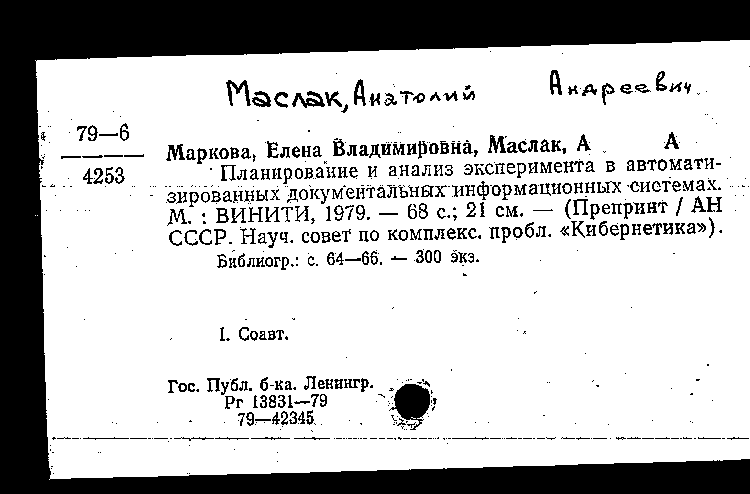 Маслак, Анатолий Андреевич
79—6
4253
Маркова, Елена Владимировна, Маслак, А А
Планирование и анализ эксперимента в автомати-
зированных документальных информационных системах.
М. : ВИНИТИ, 1979. — 68 с.; 21 см. — (Препринт / АН
СССР. Науч. совет по комплекс. пробл. «Кибернетика»).
Библиогр.: с. 64—66. — 300 экз.
I. Соавт.
Гос. Публ. б-ка. Ленингр.
Рг 13831—79
79—42345